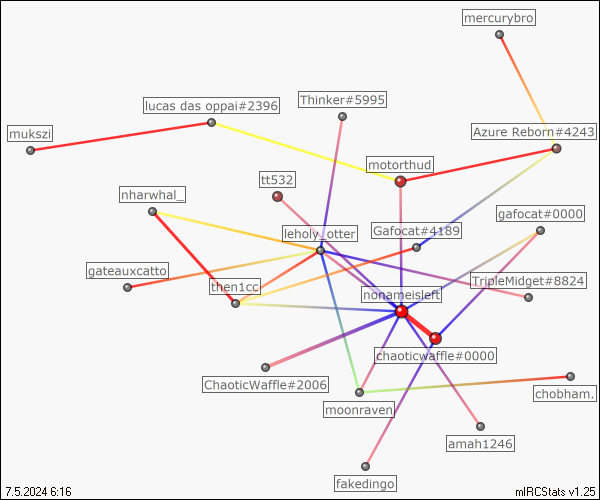 mercurybro
Thinker#5995
lucas das oppai#2396
mukszi
Azure Reborn#4243
motorthud
tt532
nharwhal_
gafocat#0000
leholy_otter
Gafocat#4189
gateauxcatto
then1cc
TripleMidget#8824
nonameisleft
chaoticwaffle#0000
ChaoticWaffle#2006
chobham.
moonraven
amah1246
fakedingo
7.5.2024 6:16
mIRCStats v1.25